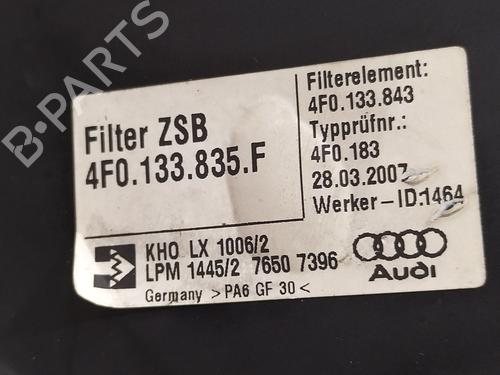 B-PARTS
Filter ZSB
4F0.133.835.F
Filterelement:
4F0.133.843
Typprüfnr.:
4F0.183
28.03.2007
Werker-ID:1464
KHO LX 1006/2
LPM 1445/2 7650 7396
Germany >PA6 GF 30<
Audi